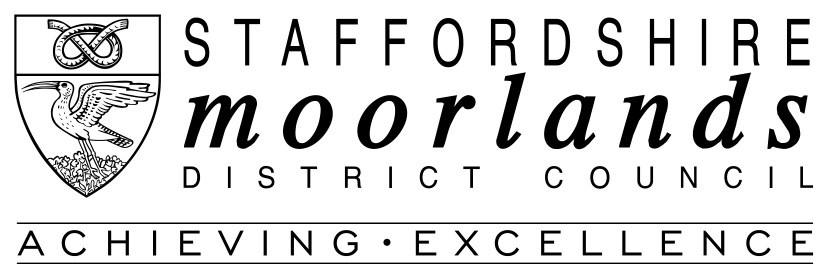 STAFFORDSHIRE
moorlands
DISTRICT COUNCIL
ACHIEVING · EXCELLENCE